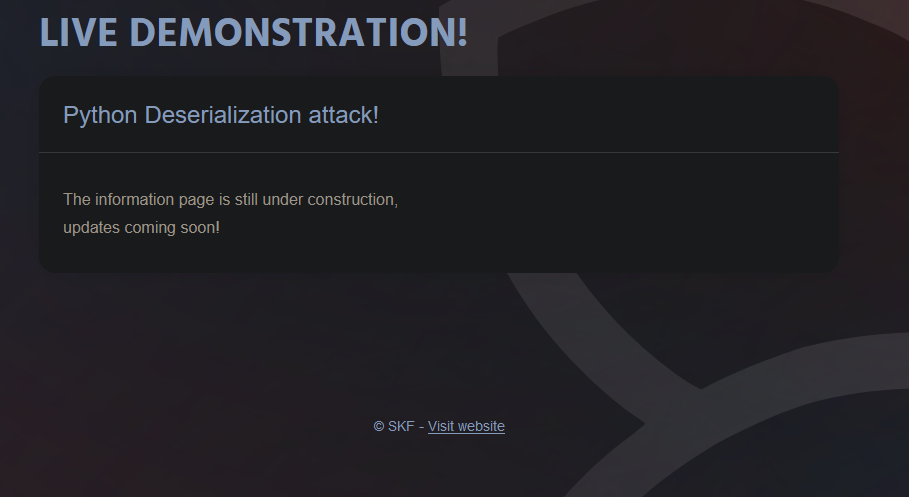 LIVE DEMONSTRATION!
Python Deserialization attack!
The information page is still under construction,
updates coming soon!
© SKF - Visit website